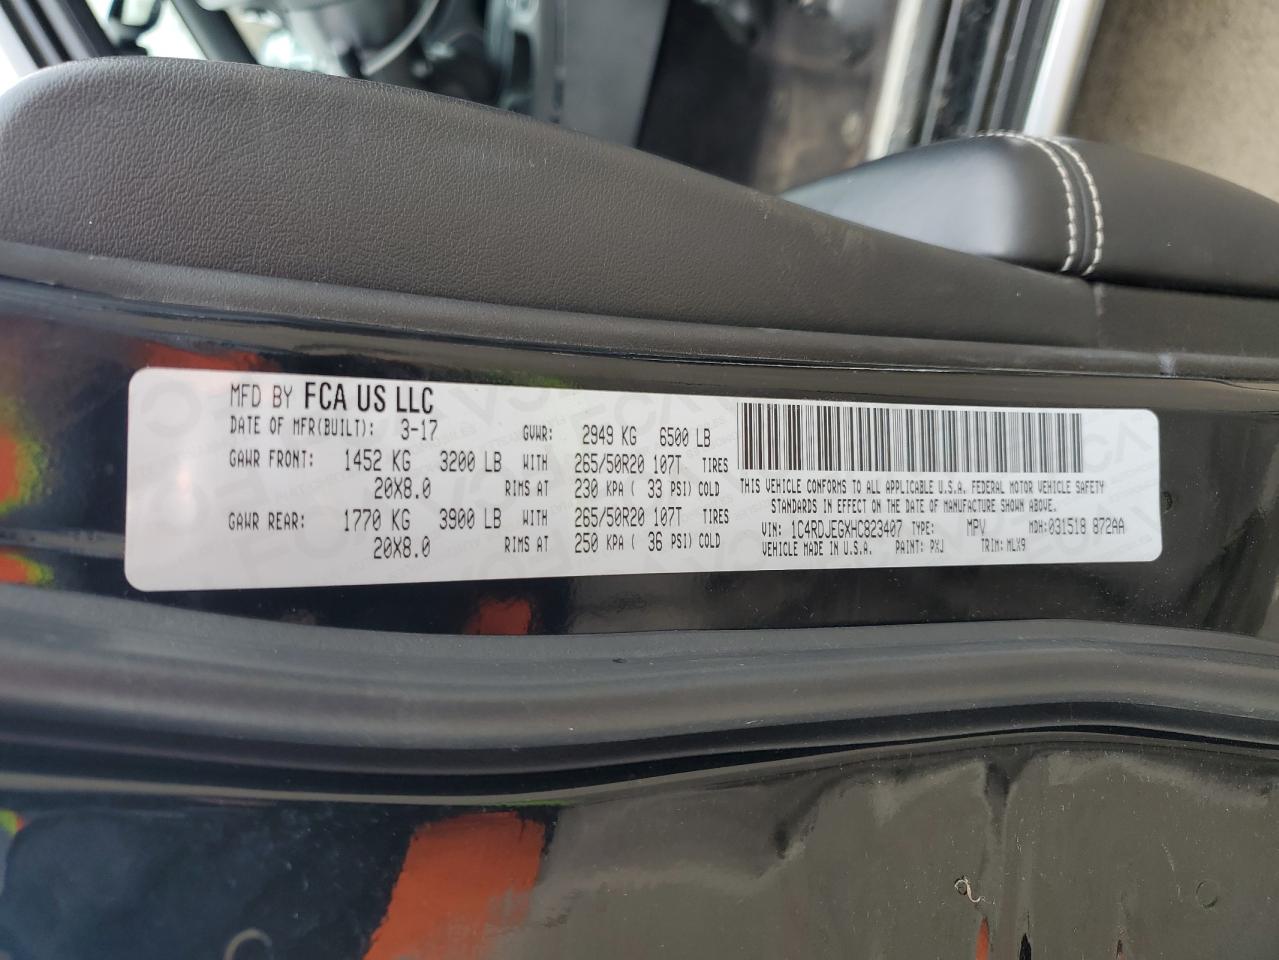 MFD BY FCA US LLC
DATE OF MFR(BUILT): 3-17 GVWR: 2949 KG 6500 LB
GAWR FRONT: 1452 KG 3200 LB WITH 265/50R20 107T TIRES
20X8.0 RIMS AT 230 KPA ( 33 PSI) COLD
GAWR REAR: 1770 KG 3900 LB WITH 265/50R20 107T TIRES
20X8.0 RIMS AT 250 KPA ( 36 PSI) COLD
THIS VEHICLE CONFORMS TO ALL APPLICABLE U.S.A. FEDERAL MOTOR VEHICLE SAFETY
STANDARDS IN EFFECT ON THE DATE OF MANUFACTURE SHOWN ABOVE.
VIN: 1C4RDJEGXHC823407 TYPE: MPV MDH: 031518 872AA
VEHICLE MADE IN U.S.A. PAINT: PXJ TRIM: MLX9